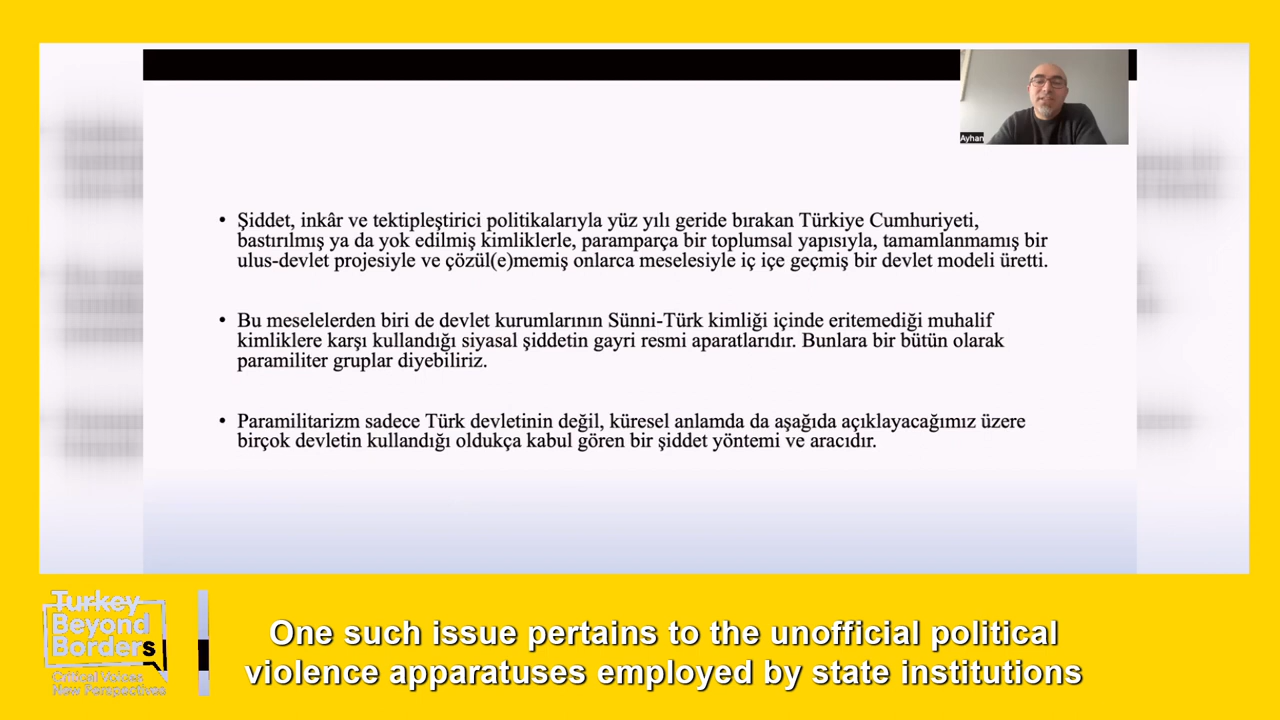 Ayhan
• Şiddet, inkâr ve tektipleştirici politikalarıyla yüz yılı geride bırakan Türkiye Cumhuriyeti,
bastırılmış ya da yok edilmiş kimliklerle, paramparça bir toplumsal yapısıyla, tamamlanmamış bir
ulus-devlet projesiyle ve çözül(e)memiş onlarca meselesiyle iç içe geçmiş bir devlet modeli üretti.
• Bu meselelerden biri de devlet kurumlarının Sünni-Türk kimliği içinde eritemediği muhalif
kimliklere karşı kullandığı siyasal şiddetin gayri resmi aparatlarıdır. Bunlara bir bütün olarak
paramiliter gruplar diyebiliriz.
• Paramilitarizm sadece Türk devletinin değil, küresel anlamda da aşağıda açıklayacağımız üzere
birçok devletin kullandığı oldukça kabul gören bir şiddet yöntemi ve aracıdır.
Turkey
Beyond
Borders
Critical Voices
New Perspectives
One such issue pertains to the unofficial political
violence apparatuses employed by state institutions